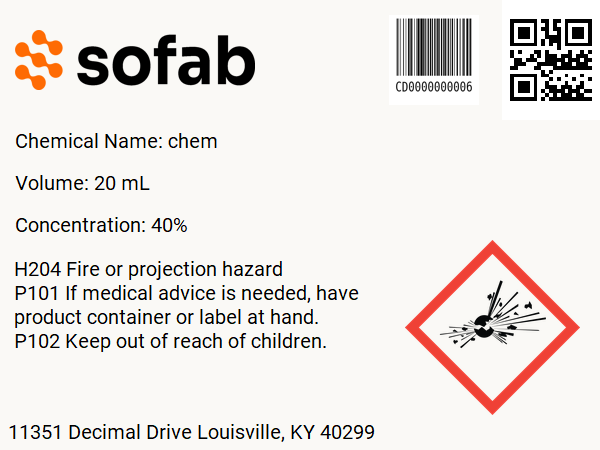 sofab
CD0000000006
Chemical Name: chem
Volume: 20 mL
Concentration: 40%
H204 Fire or projection hazard
P101 If medical advice is needed, have
product container or label at hand.
P102 Keep out of reach of children.
11351 Decimal Drive Louisville, KY 40299